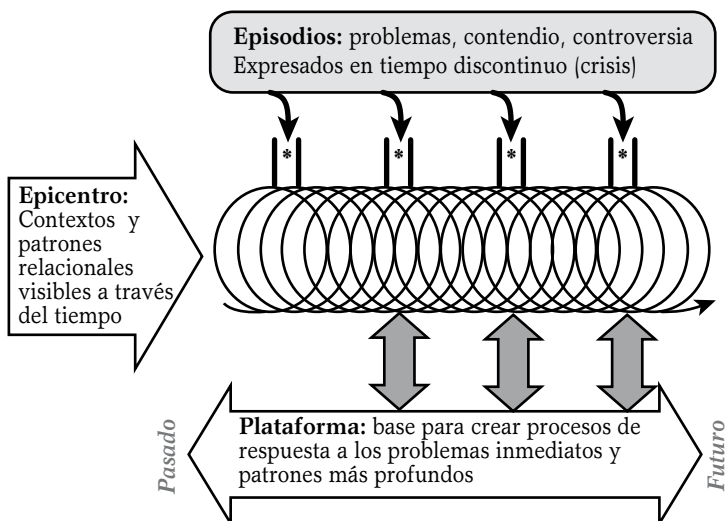 Episodios: problemas, contendio, controversia
Expresados en tiempo discontinuo (crisis)
* * * *
Epicentro:
Contextos y
patrones
relacionales
visibles a través
del tiempo
Plataforma: base para crear procesos de
respuesta a los problemas inmediatos y
patrones más profundos
Pasado
Futuro